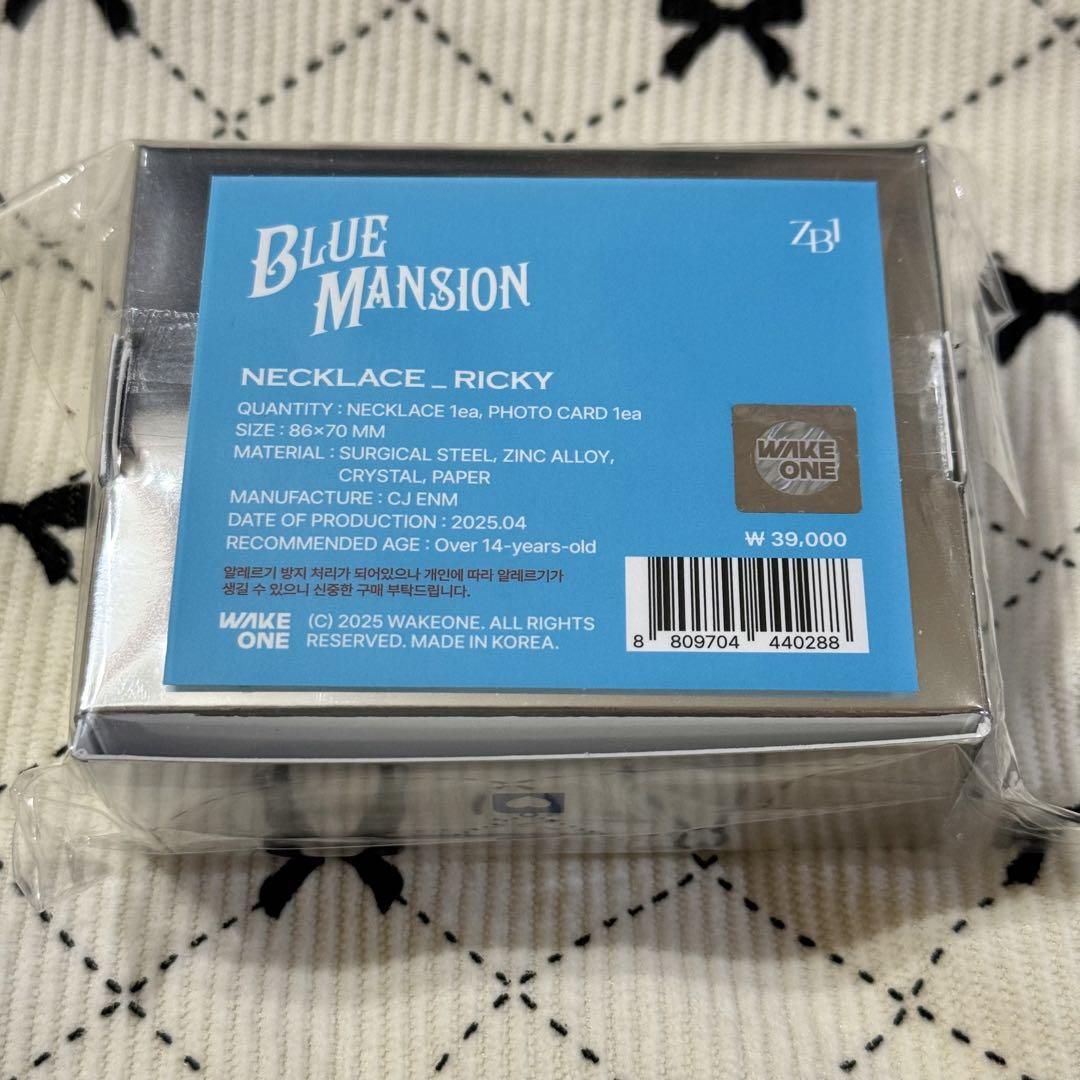 BLUE
MANSION
ZB1
NECKLACE _ RICKY
QUANTITY : NECKLACE 1ea, PHOTO CARD 1ea
SIZE : 86×70 MM
MATERIAL : SURGICAL STEEL, ZINC ALLOY,
CRYSTAL, PAPER
MANUFACTURE : CJ ENM
DATE OF PRODUCTION : 2025.04
RECOMMENDED AGE : Over 14-years-old
알레르기 방지 처리가 되어있으나 개인에 따라 알레르기가
생길 수 있으니 신중한 구매 부탁드립니다.
WAKE
ONE
(C) 2025 WAKEONE. ALL RIGHTS
RESERVED. MADE IN KOREA.
WAKE
ONE
₩ 39,000
8 809704 440288